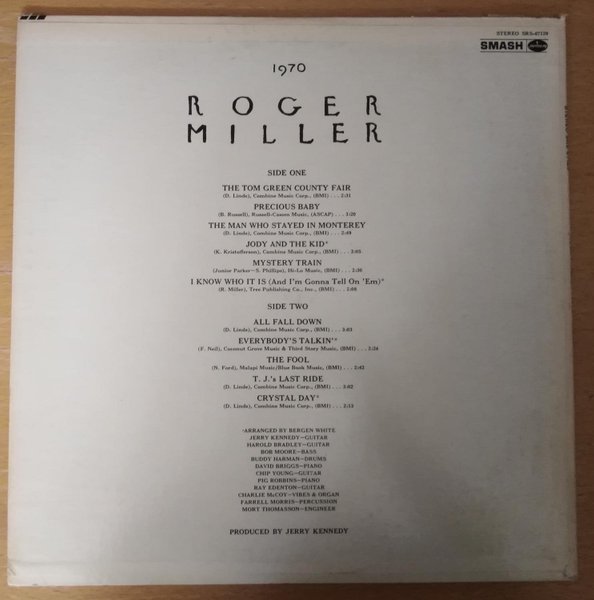 STEREO SRS-67129
SMASH
1970
ROGER
MILLER
SIDE ONE
THE TOM GREEN COUNTY FAIR
(D. Linde), Combine Music Corp., (BMI) . . . 2:31
PRECIOUS BABY
(B. Russell), Russell-Cason Music, (ASCAP) . . . 3:20
THE MAN WHO STAYED IN MONTEREY
(D. Linde), Combine Music Corp., (BMI) . . . 2:49
JODY AND THE KID*
(K. Kristofferson), Combine Music Corp., (BMI) . . . 3:05
MYSTERY TRAIN
(Junior Parker—S. Phillips), Hi-Lo Music, (BMI) . . . 2:36
I KNOW WHO IT IS (And I'm Gonna Tell On 'Em)*
(R. Miller), Tree Publishing Co., Inc., (BMI) . . . 2:08
SIDE TWO
ALL FALL DOWN
(D. Linde), Combine Music Corp., (BMI) . . . 3:03
EVERYBODY'S TALKIN'*
(F. Neil), Coconut Grove Music & Third Story Music, (BMI) . . . 2:24
THE FOOL
(N. Ford), Malapi Music/Blue Book Music, (BMI) . . . 2:42
T. J.'s LAST RIDE
(D. Linde), Combine Music Corp., (BMI) . . . 3:02
CRYSTAL DAY*
(D. Linde), Combine Music Corp., (BMI) . . . 2:13
*ARRANGED BY BERGEN WHITE
JERRY KENNEDY—GUITAR
HAROLD BRADLEY—GUITAR
BOB MOORE—BASS
BUDDY HARMAN—DRUMS
DAVID BRIGGS—PIANO
CHIP YOUNG—GUITAR
PIG ROBBINS—PIANO
RAY EDENTON—GUITAR
CHARLIE McCOY—VIBES & ORGAN
FARRELL MORRIS—PERCUSSION
MORT THOMASSON—ENGINEER
PRODUCED BY JERRY KENNEDY